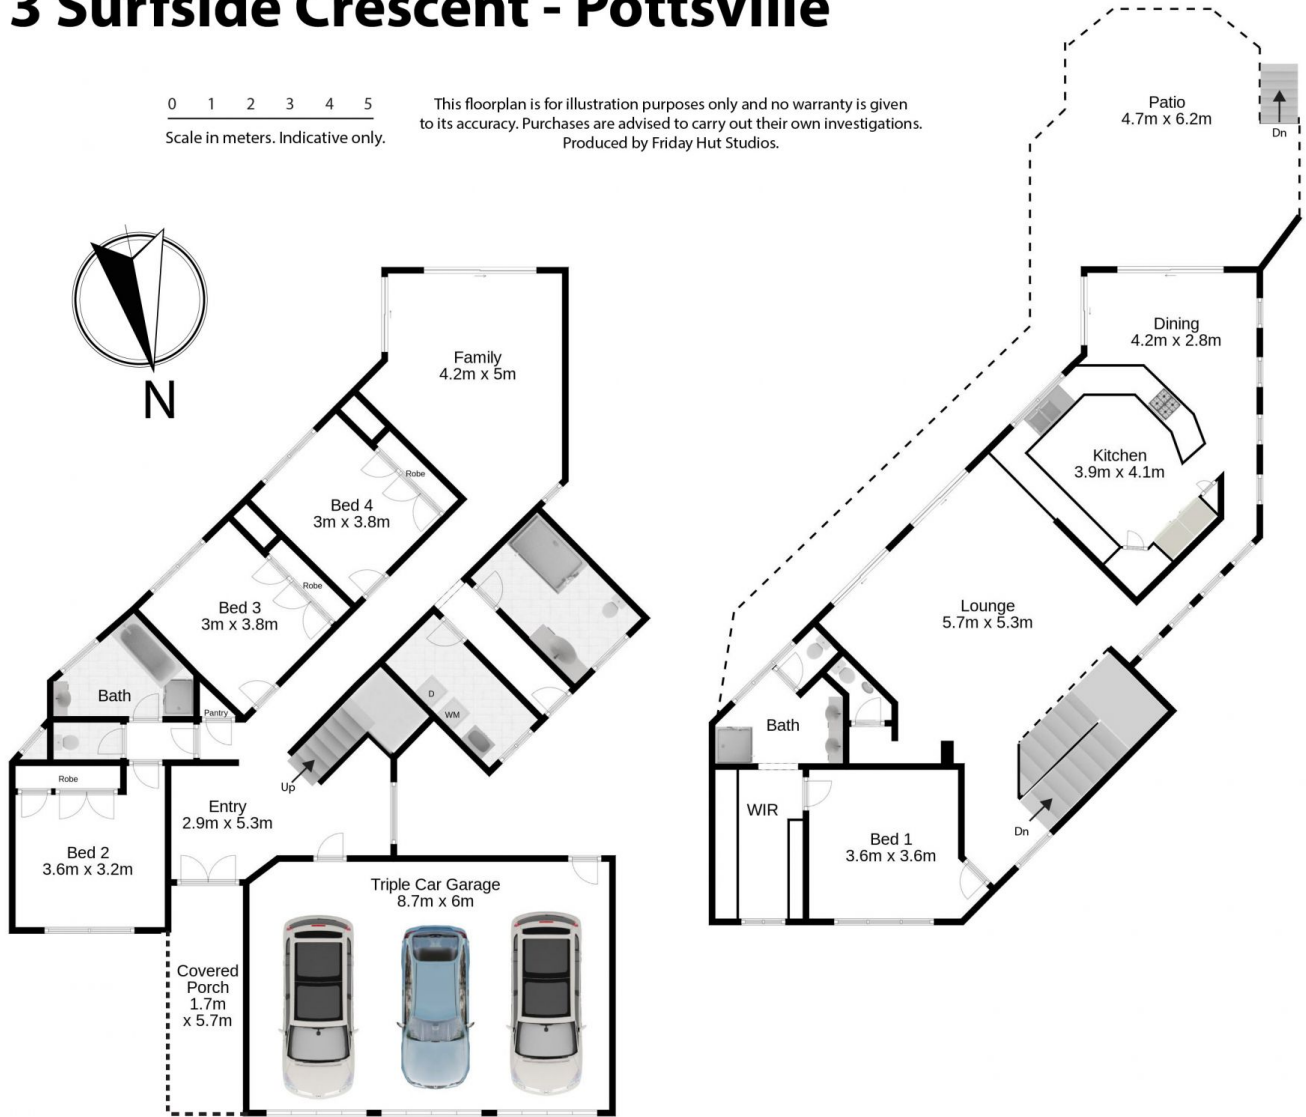 3 Surfside Crescent - Pottsville
0 1 2 3 4 5
Scale in meters. Indicative only.
This floorplan is for illustration purposes only and no warranty is given
to its accuracy. Purchases are advised to carry out their own investigations.
Produced by Friday Hut Studios.
N
Family
4.2m x 5m
Robe
Bed 4
3m x 3.8m
Robe
Bed 3
3m x 3.8m
Bath
Pantry
D
WM
Robe
Up
Entry
2.9m x 5.3m
Bed 2
3.6m x 3.2m
Triple Car Garage
8.7m x 6m
Covered
Porch
1.7m
x 5.7m
Patio
4.7m x 6.2m
Dn
Dining
4.2m x 2.8m
Kitchen
3.9m x 4.1m
Lounge
5.7m x 5.3m
Bath
WIR
Bed 1
3.6m x 3.6m
Dn